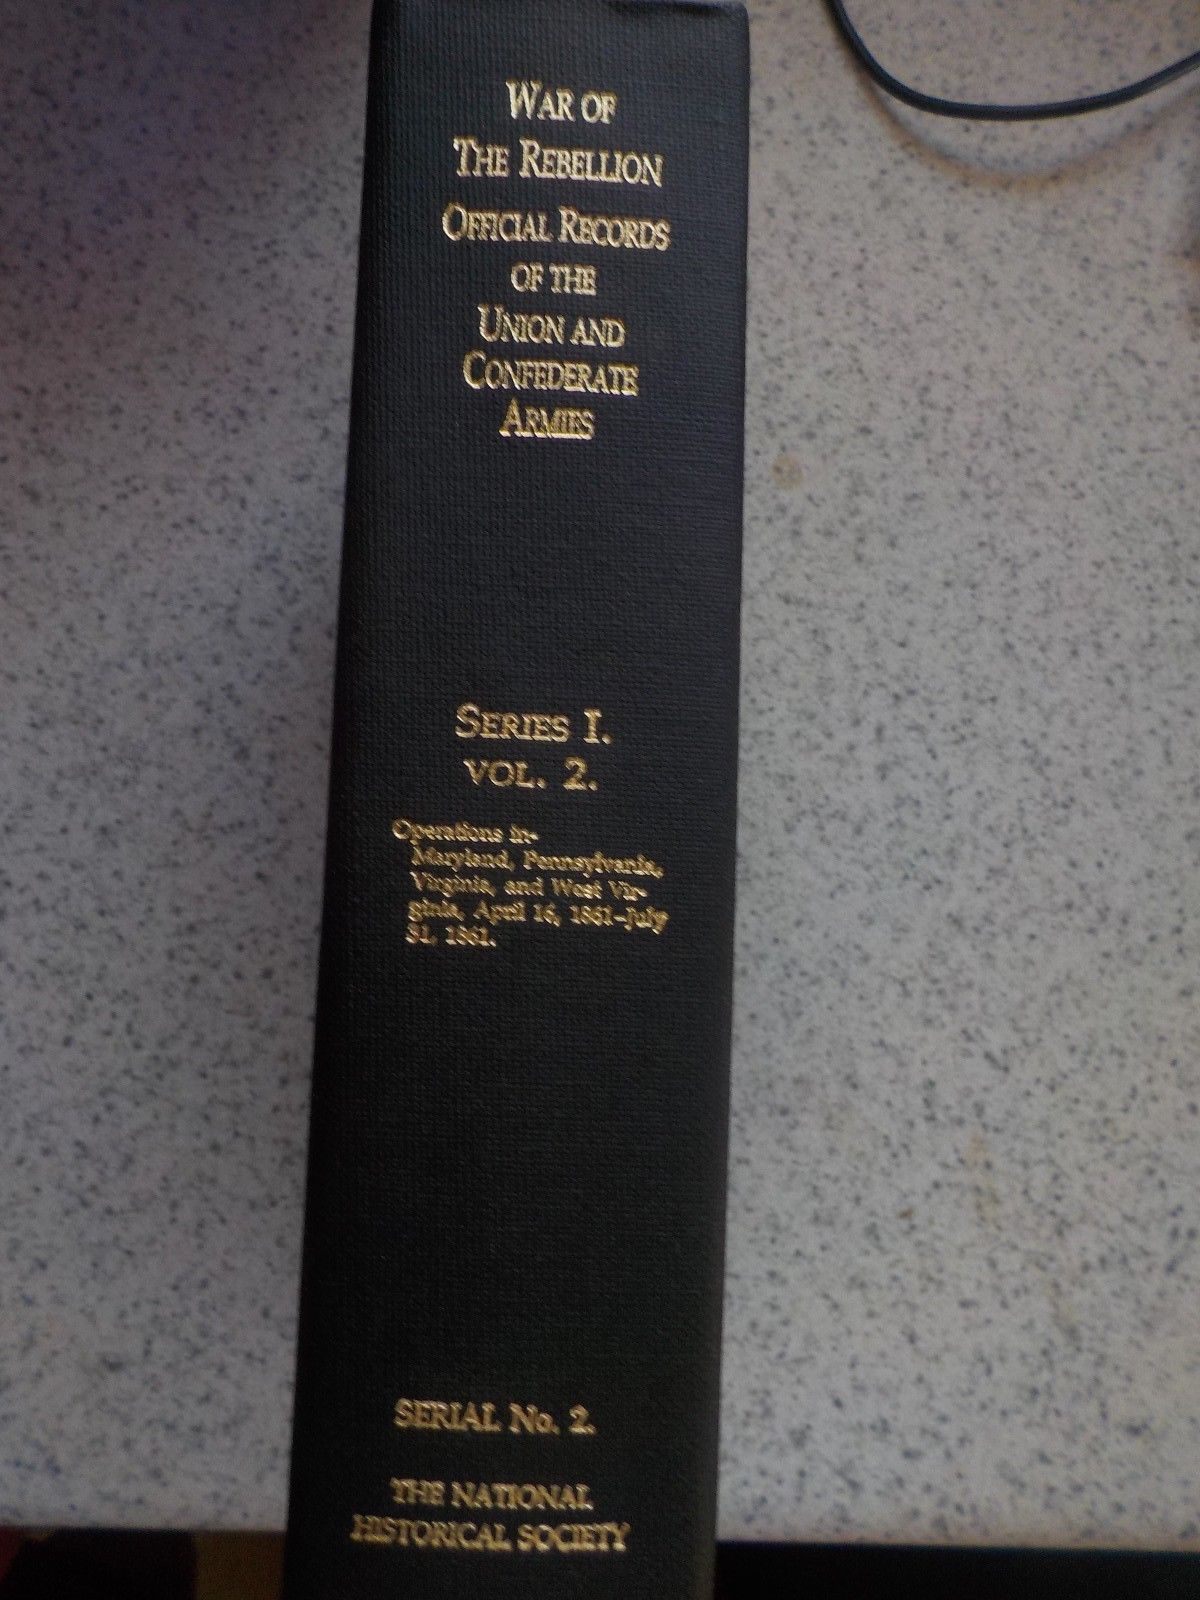 WAR OF
THE REBELLION
OFFICIAL RECORDS
OF THE
UNION AND
CONFEDERATE
ARMIES
SERIES I.
VOL. 2.
Operations in-
Maryland, Pennsylvania,
Virginia, and West Vir-
ginia, April 16, 1861-July
31, 1861.
SERIAL No. 2.
THE NATIONAL
HISTORICAL SOCIETY